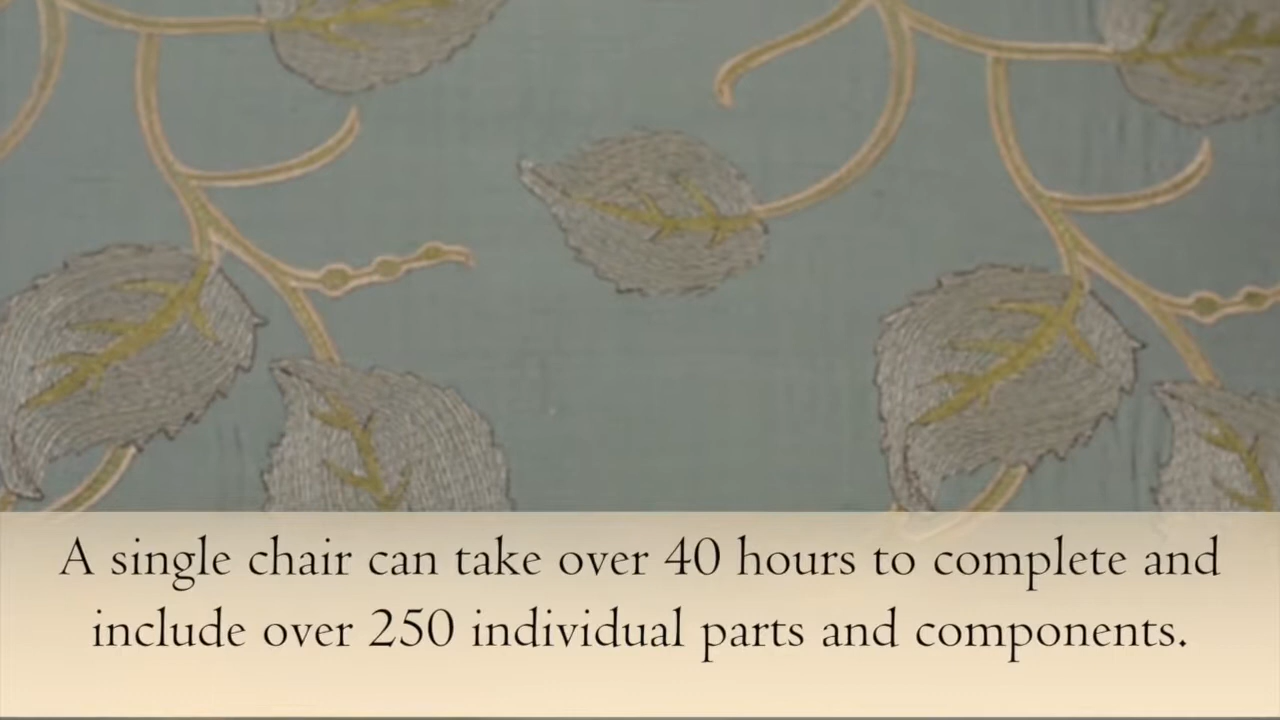 A single chair can take over 40 hours to complete and
include over 250 individual parts and components.